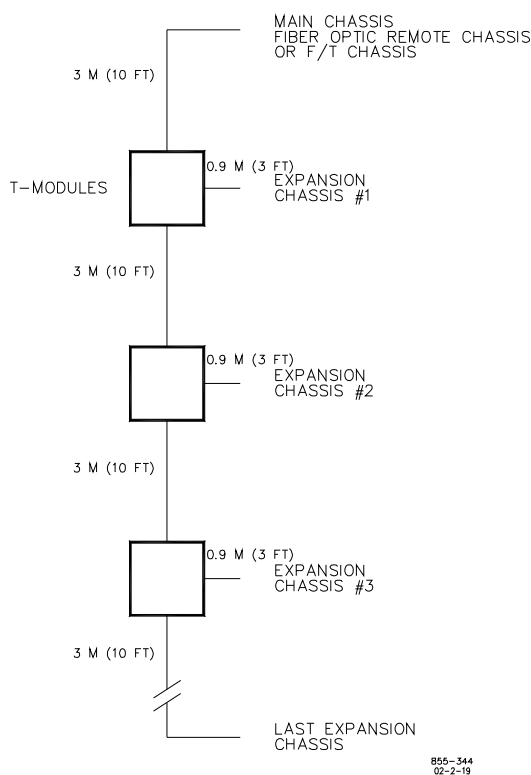 MAIN CHASSIS
FIBER OPTIC REMOTE CHASSIS
OR F/T CHASSIS
3 M (10 FT)
0.9 M (3 FT)
T-MODULES
EXPANSION
CHASSIS #1
3 M (10 FT)
0.9 M (3 FT)
EXPANSION
CHASSIS #2
3 M (10 FT)
0.9 M (3 FT)
EXPANSION
CHASSIS #3
3 M (10 FT)
LAST EXPANSION
CHASSIS
855-344
02-2-19